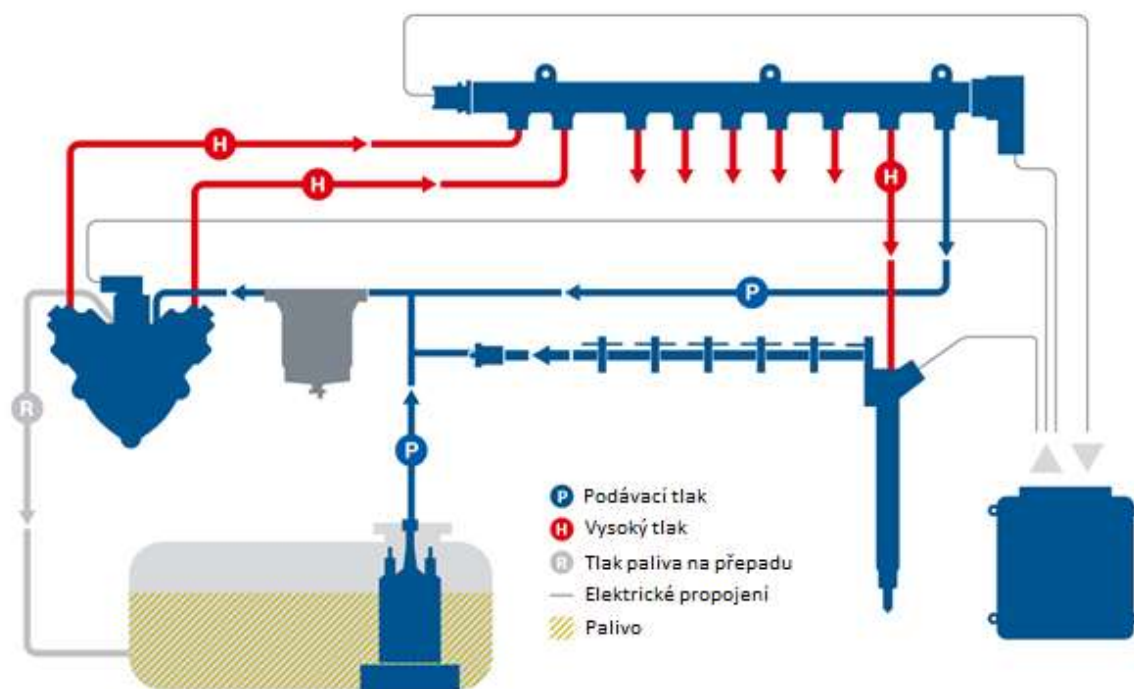 H
H
H
P
R
P
P Podávací tlak
H Vysoký tlak
R Tlak paliva na přepadu
Elektrické propojení
Palivo